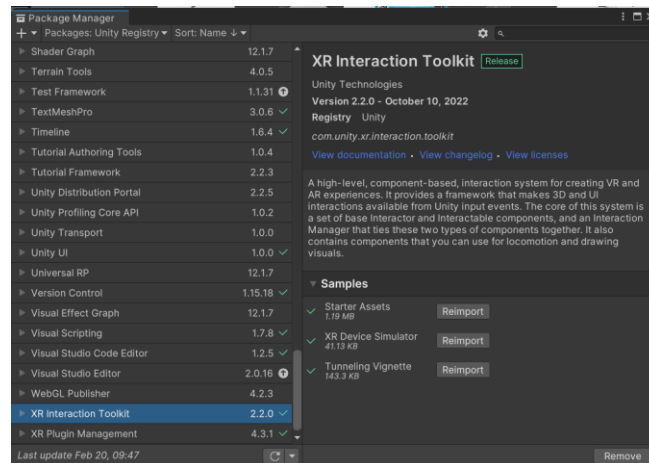 Package Manager
Packages: Unity Registry Sort: Name
Shader Graph 12.1.7
Terrain Tools 4.0.5
Test Framework 1.1.31
TextMeshPro 3.0.6
Timeline 1.6.4
Tutorial Authoring Tools 1.0.4
Tutorial Framework 2.2.3
Unity Distribution Portal 2.2.5
Unity Profiling Core API 1.0.2
Unity Transport 1.0.0
Unity UI 1.0.0
Universal RP 12.1.7
Version Control 1.15.18
Visual Effect Graph 12.1.7
Visual Scripting 1.7.8
Visual Studio Code Editor 1.2.5
Visual Studio Editor 2.0.16
WebGL Publisher 4.2.3
XR Interaction Toolkit 2.2.0
XR Plugin Management 4.3.1
Last update Feb 20, 09:47
XR Interaction Toolkit Release
Unity Technologies
Version 2.2.0 - October 10, 2022
Registry Unity
com.unity.xr.interaction.toolkit
View documentation • View changelog • View licenses
A high-level, component-based, interaction system for creating VR and
AR experiences. It provides a framework that makes 3D and UI
interactions available from Unity input events. The core of this system is
a set of base Interactor and Interactable components, and an Interaction
Manager that ties these two types of components together. It also
contains components that you can use for locomotion and drawing
visuals.
Samples
Starter Assets
1.19 MB
Reimport
XR Device Simulator
41.13 KB
Reimport
Tunneling Vignette
143.3 KB
Reimport
Remove